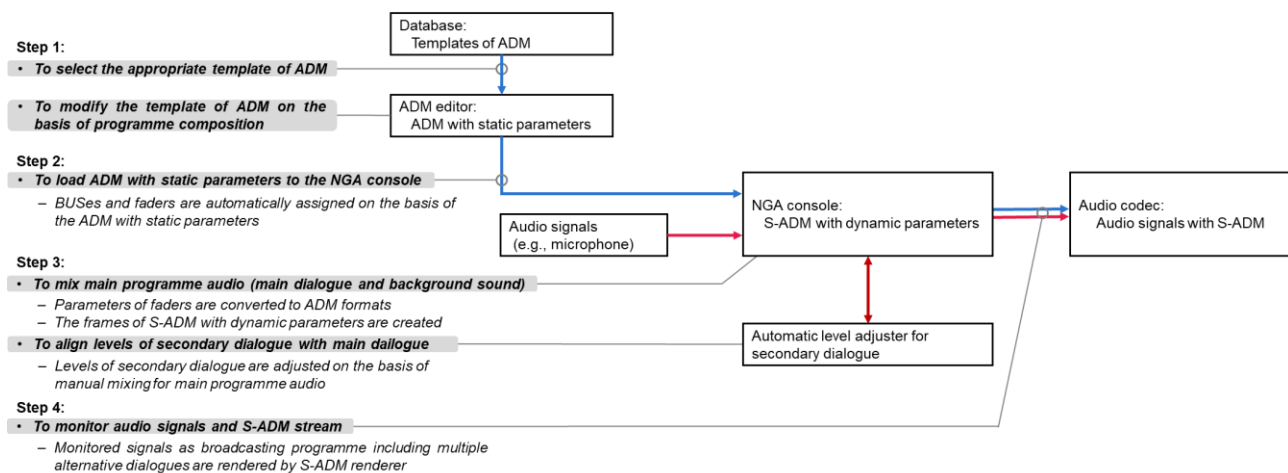 Step 1:
• To select the appropriate template of ADM
• To modify the template of ADM on the
basis of programme composition
Step 2:
• To load ADM with static parameters to the NGA console
– BUSes and faders are automatically assigned on the basis of
the ADM with static parameters
Step 3:
• To mix main programme audio (main dialogue and background sound)
– Parameters of faders are converted to ADM formats
– The frames of S-ADM with dynamic parameters are created
• To align levels of secondary dialogue with main dailogue
– Levels of secondary dialogue are adjusted on the basis of
manual mixing for main programme audio
Step 4:
• To monitor audio signals and S-ADM stream
– Monitored signals as broadcasting programme including multiple
alternative dialogues are rendered by S-ADM renderer
Database:
Templates of ADM
ADM editor:
ADM with static parameters
Audio signals
(e.g., microphone)
NGA console:
S-ADM with dynamic parameters
Automatic level adjuster for
secondary dialogue
Audio codec:
Audio signals with S-ADM